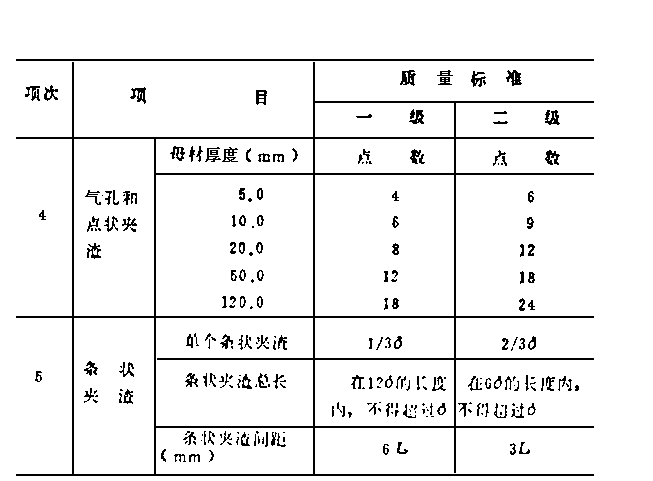 项次 项 目 质 量 标 准
一 级 二 级
4 气孔和点状夹渣 母材厚度(mm) 点 数 点 数
5.0 4 6
10.0 6 9
20.0 8 12
60.0 12 18
120.0 18 24
5 条 状 夹 渣 单个条状夹渣 1/3δ 2/3δ
条状夹渣总长 在12δ的长度 在6δ的长度内,
内,不得超过δ 不得超过δ
条状夹渣间距
(mm) 6L 3L